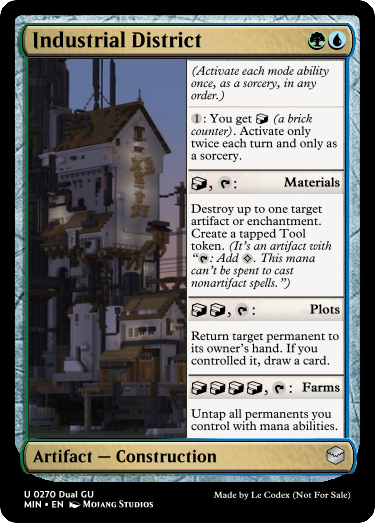 Industrial District
(Activate each mode ability
once, as a sorcery, in any
order.)
1: You get (a brick
counter). Activate only
twice each turn and only as
a sorcery.
, : Materials
Destroy up to one target
artifact or enchantment.
Create a tapped Tool
token. (It's an artifact with
": Add . This mana
can't be spent to cast
nonartifact spells.")
, : Plots
Return target permanent to
its owner's hand. If you
controlled it, draw a card.
, : Farms
Untap all permanents you
control with mana abilities.
Artifact — Construction
U 0270 Dual GU
MIN • EN Mojang Studios
Made by Le Codex (Not For Sale)